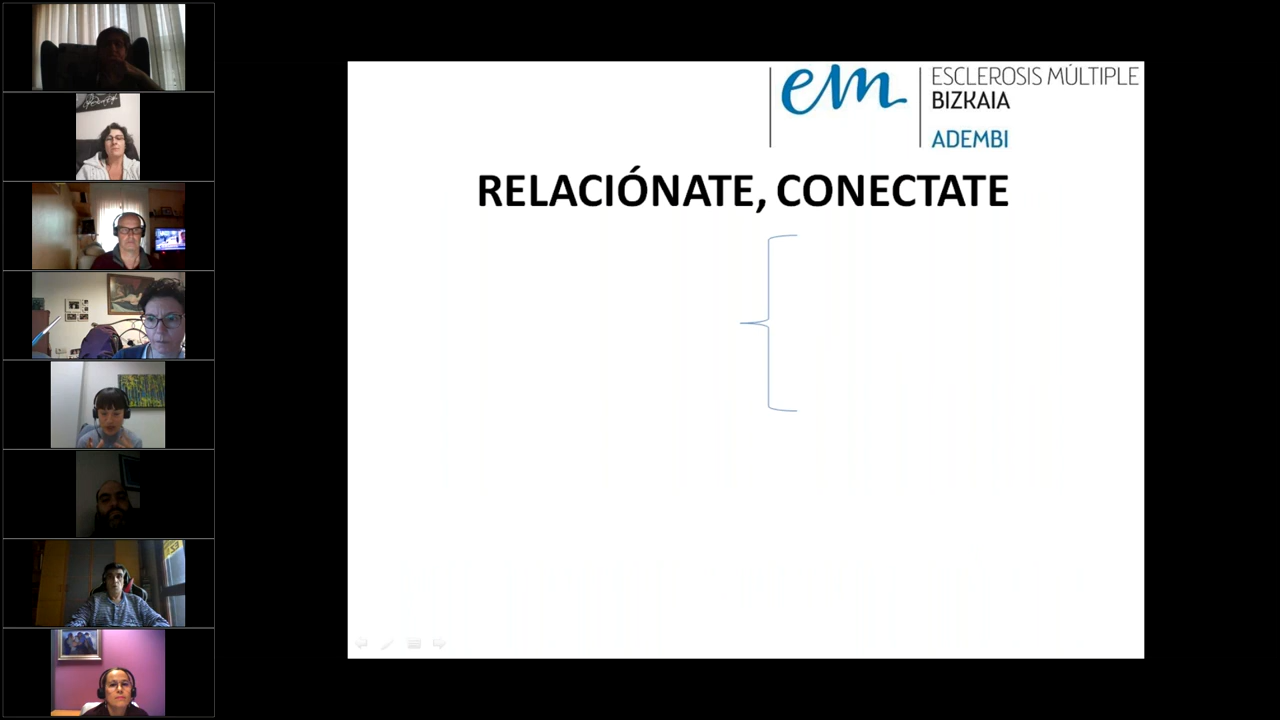 em
ESCLEROSIS MÚLTIPLE
BIZKAIA
ADEMBI
RELACIÓNATE, CONECTATE